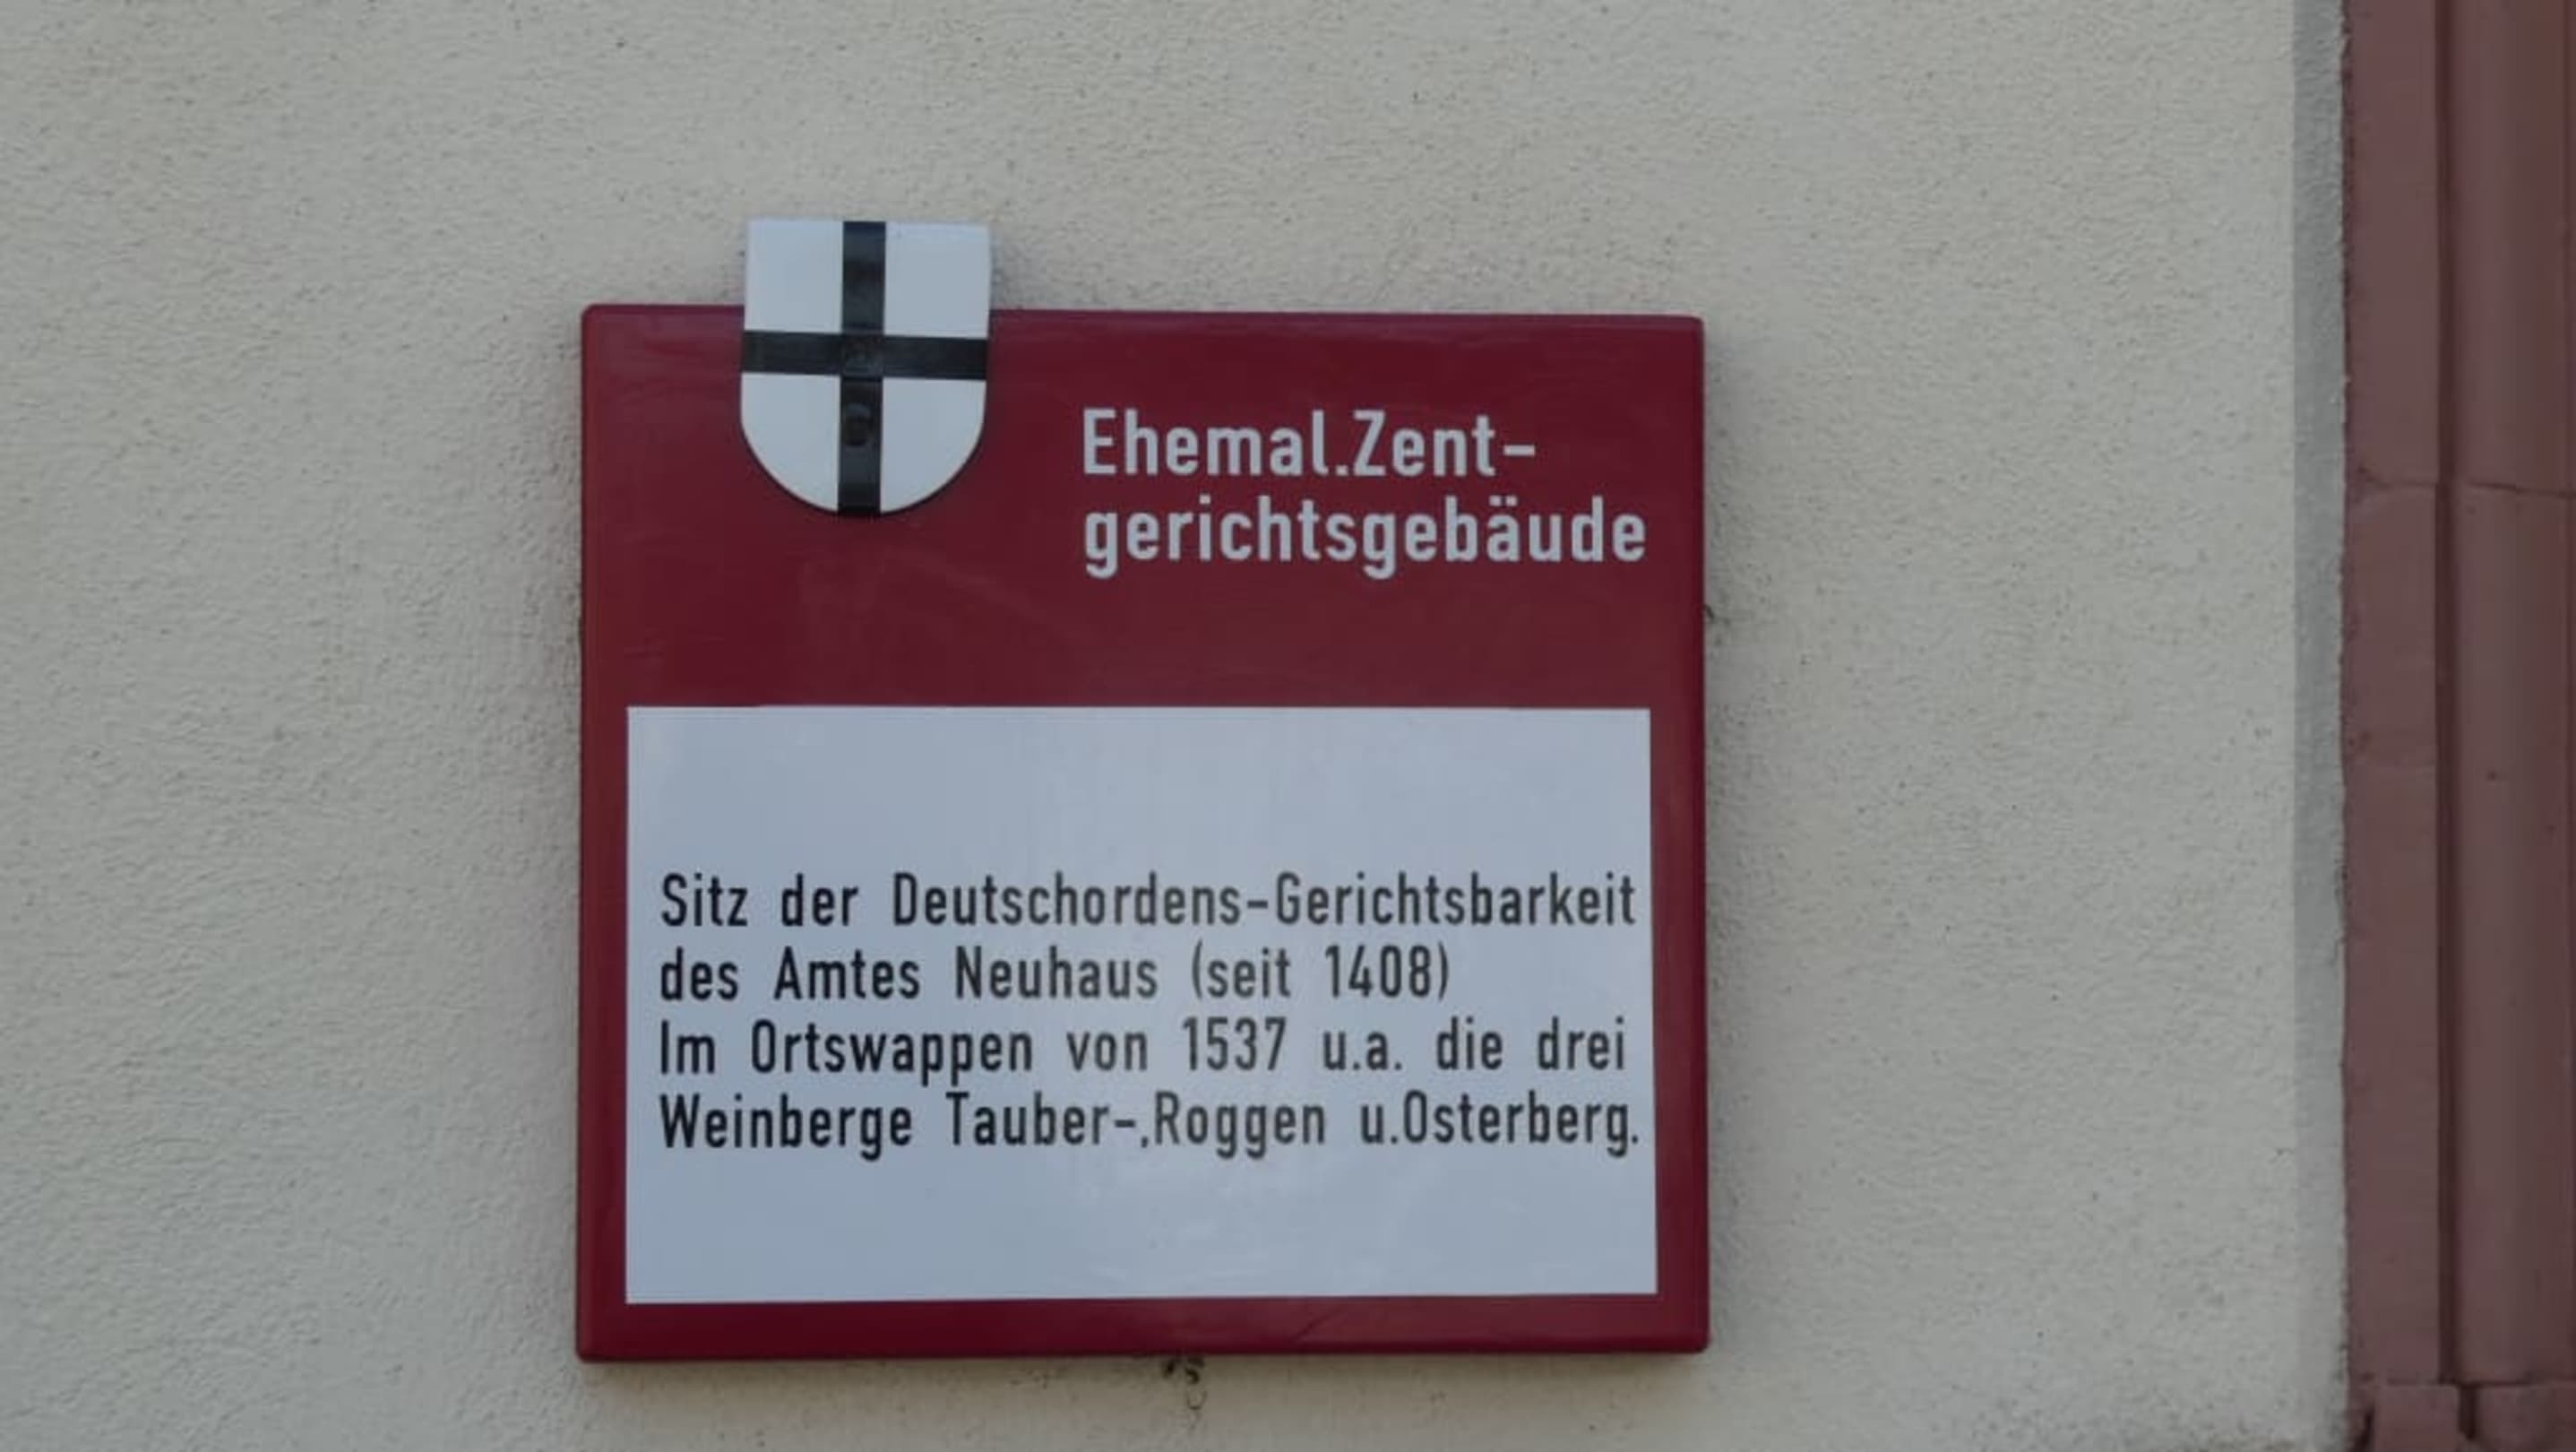 Ehemal.Zent-
gerichtsgebäude
Sitz der Deutschordens-Gerichtsbarkeit
des Amtes Neuhaus (seit 1408)
Im Ortswappen von 1537 u.a. die drei
Weinberge Tauber-,Roggen u.Osterberg.